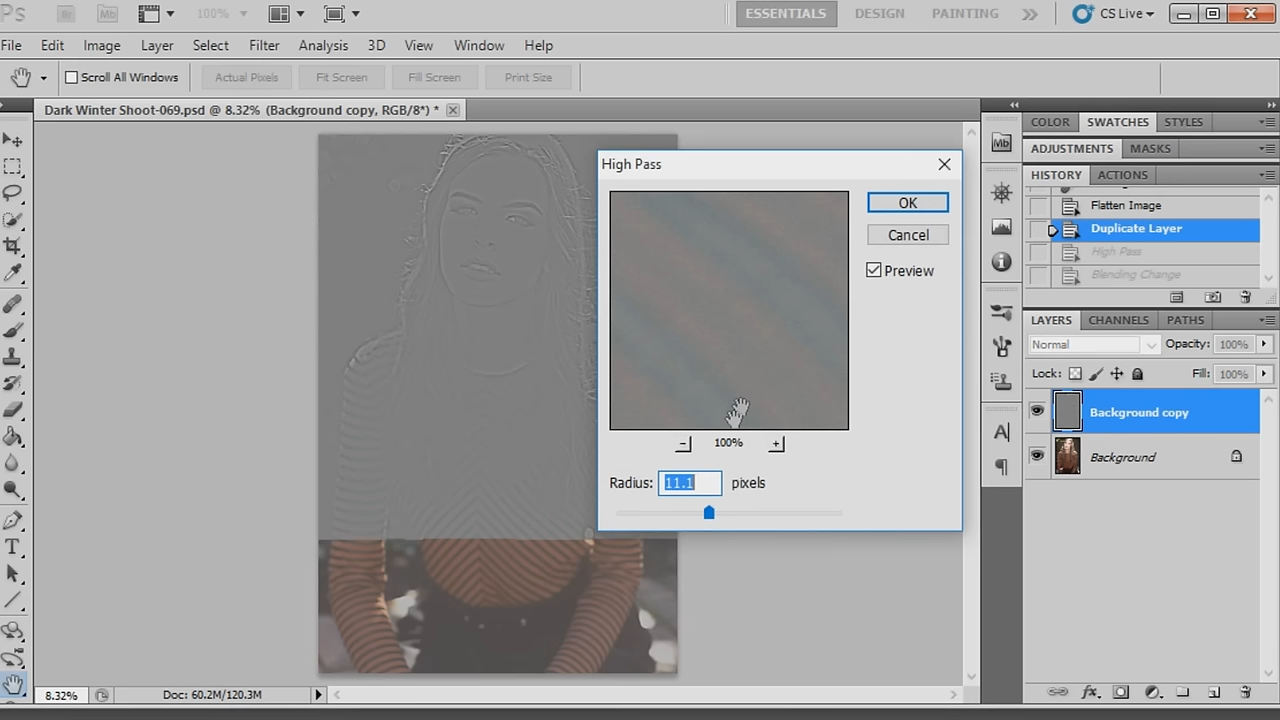 Ps Br Mb 100% ESSENTIALS DESIGN PAINTING CS Live
File Edit Image Layer Select Filter Analysis 3D View Window Help
Scroll All Windows Actual Pixels Fit Screen Fill Screen Print Size
Dark Winter Shoot-069.psd @ 8.32% (Background copy, RGB/8*) *
COLOR SWATCHES STYLES
Mb
ADJUSTMENTS MASKS
High Pass
HISTORY ACTIONS
OK
Flatten Image
Cancel
Duplicate Layer
Preview
High Pass
Blending Change
LAYERS CHANNELS PATHS
Normal Opacity: 100%
Lock: Fill: 100%
Background copy
100%
Background
Radius: 11.1 pixels
8.32% Doc: 60.2M/120.3M